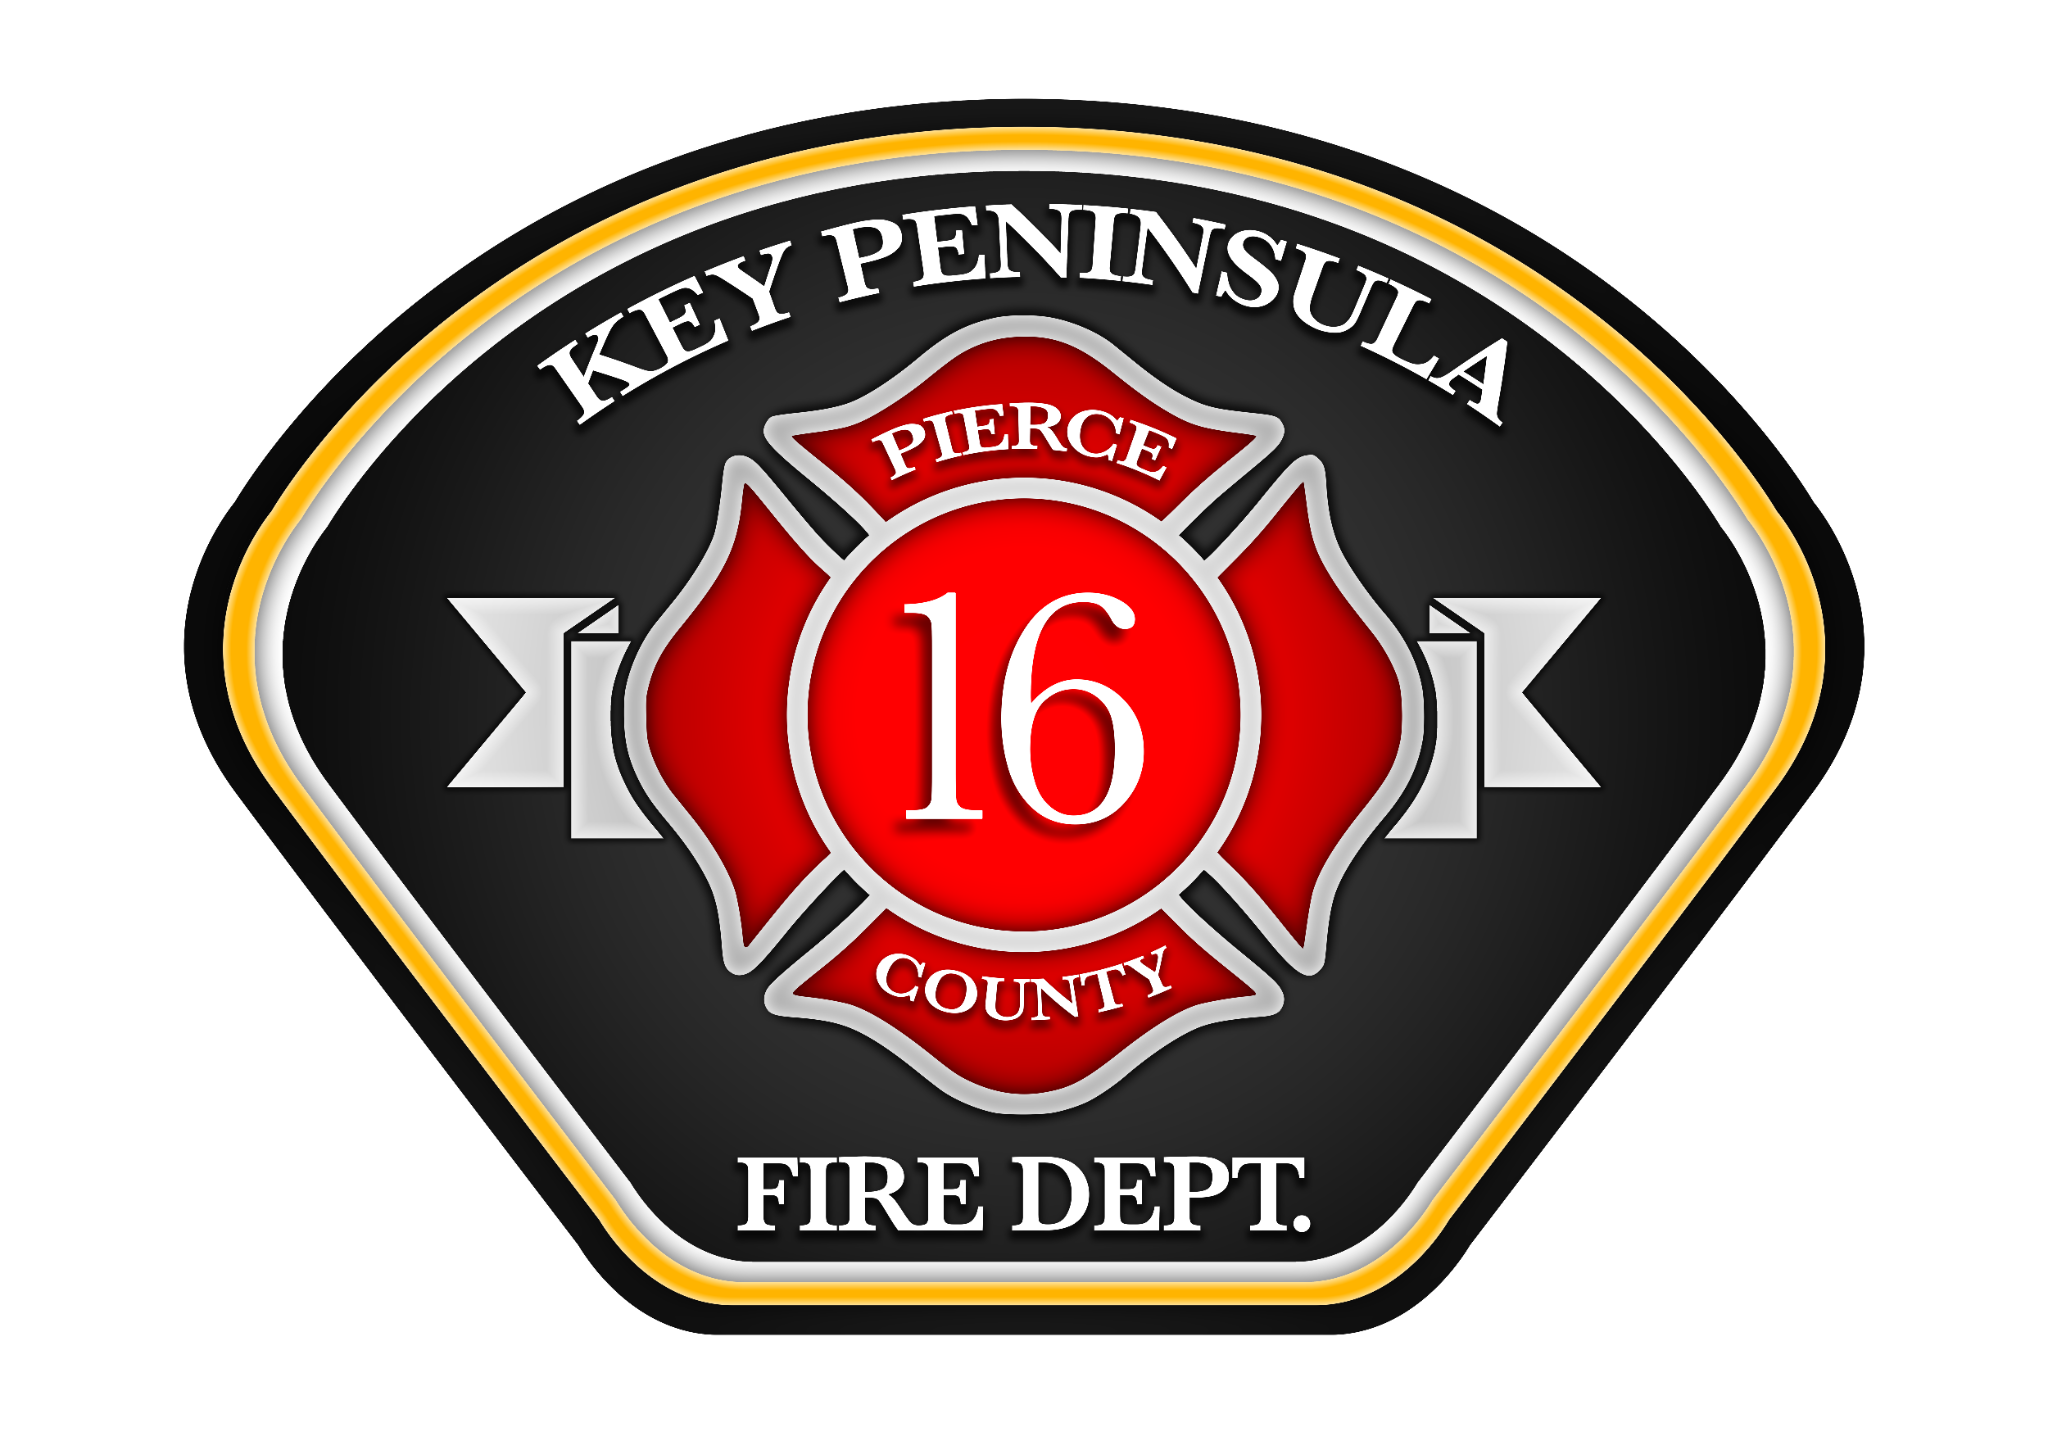 KEY PENINSULA
PIERCE
16
COUNTY
FIRE DEPT.